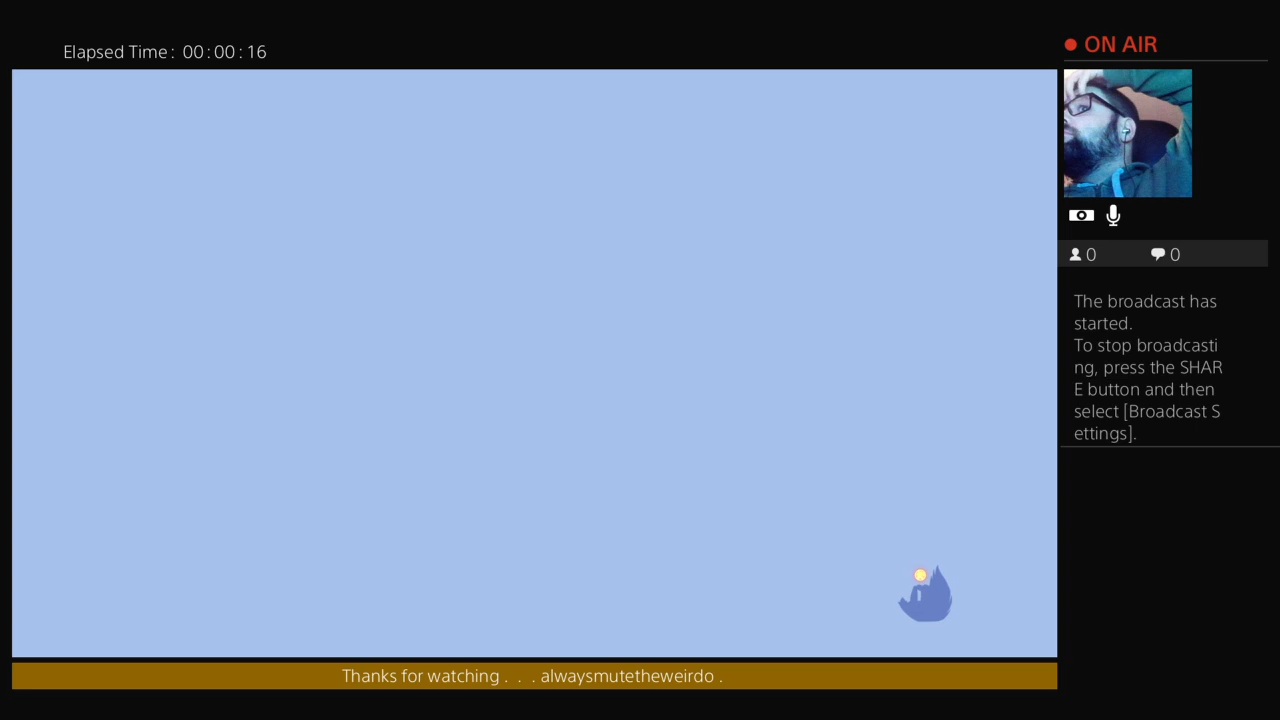 Elapsed Time: 00:00:16
ON AIR
0 0
The broadcast has
started.
To stop broadcasti
ng, press the SHAR
E button and then
select [Broadcast S
ettings].
Thanks for watching . . . alwaysmutetheweirdo .